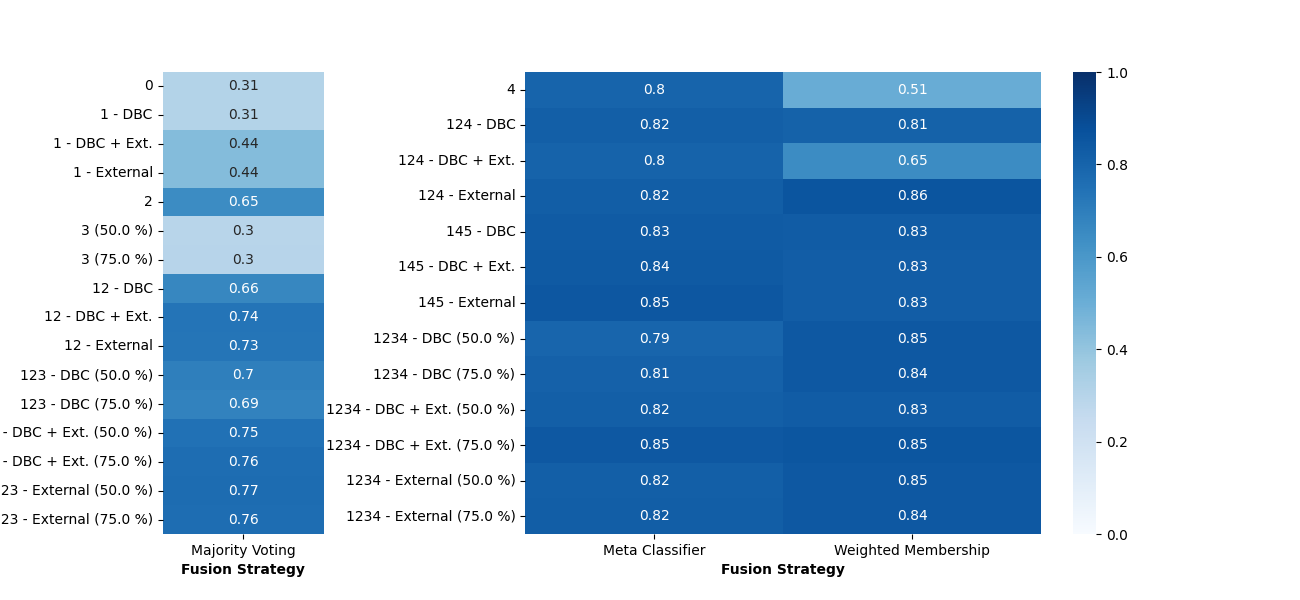 0 0.31
1 - DBC 0.31
1 - DBC + Ext. 0.44
1 - External 0.44
2 0.65
3 (50.0 %) 0.3
3 (75.0 %) 0.3
12 - DBC 0.66
12 - DBC + Ext. 0.74
12 - External 0.73
123 - DBC (50.0 %) 0.7
123 - DBC (75.0 %) 0.69
- DBC + Ext. (50.0 %) 0.75
- DBC + Ext. (75.0 %) 0.76
23 - External (50.0 %) 0.77
23 - External (75.0 %) 0.76
Majority Voting
Fusion Strategy
4 0.8 0.51
124 - DBC 0.82 0.81
124 - DBC + Ext. 0.8 0.65
124 - External 0.82 0.86
145 - DBC 0.83 0.83
145 - DBC + Ext. 0.84 0.83
145 - External 0.85 0.83
1234 - DBC (50.0 %) 0.79 0.85
1234 - DBC (75.0 %) 0.81 0.84
1234 - DBC + Ext. (50.0 %) 0.82 0.83
1234 - DBC + Ext. (75.0 %) 0.85 0.85
1234 - External (50.0 %) 0.82 0.85
1234 - External (75.0 %) 0.82 0.84
Meta Classifier Weighted Membership
Fusion Strategy
1.0
0.8
0.6
0.4
0.2
0.0